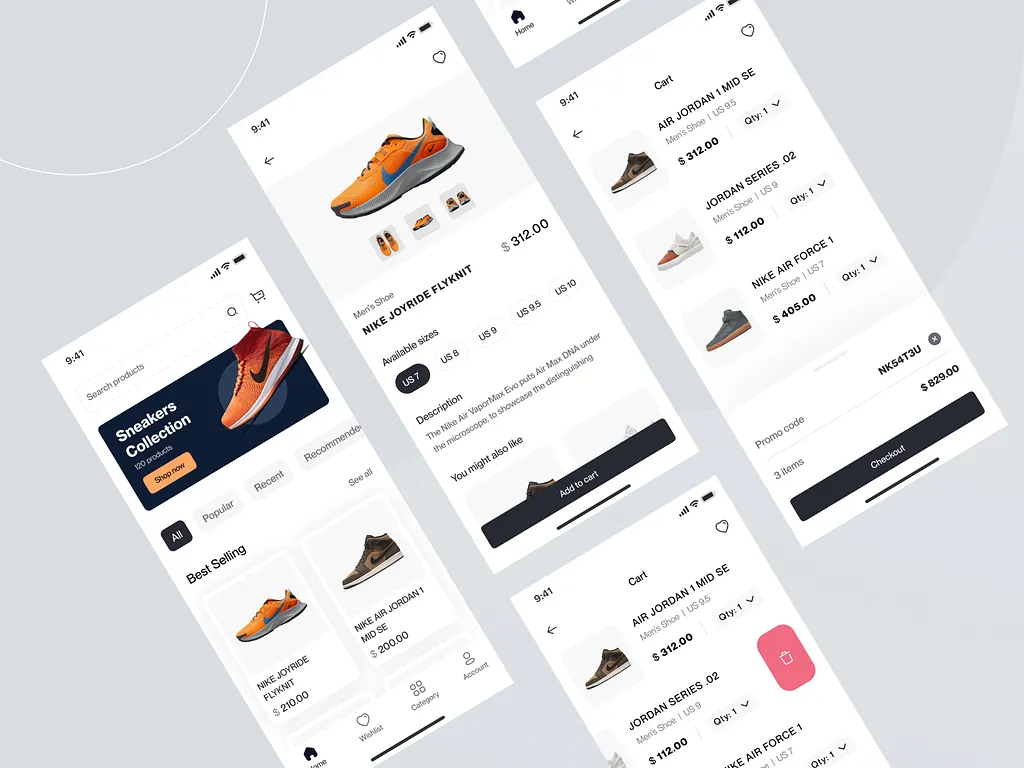 9:41
Search products
Sneakers
Collection
120 products
Shop now
All
Popular
Recent
Best Selling
See all
NIKE JOYRIDE
FLYKNIT
$ 210.00
NIKE AIR JORDAN 1
MID SE
$ 200.00
Wishlist
Category
Account
9:41
Men's Shoe
NIKE JOYRIDE FLYKNIT
$ 312.00
Available sizes
US 7
US 8
US 9
US 9.5
US 10
Description
The Nike Air VaporMax Evo puts Air Max DNA under
the microscope, to showcase the distinguishing
You might also like
Add to cart
Home
9:41
Cart
AIR JORDAN 1 MID SE
Men's Shoe | US 9.5
$ 312.00
Qty: 1
JORDAN SERIES .02
Men's Shoe | US 9
$ 112.00
Qty: 1
NIKE AIR FORCE 1
Men's Shoe | US 7
$ 405.00
Qty: 1
Promo code
NK54T3U
3 items
$ 829.00
Checkout
9:41
Cart
AIR JORDAN 1 MID SE
Men's Shoe | US 9.5
$ 312.00
Qty: 1
JORDAN SERIES .02
Men's Shoe | US 9
$ 112.00
Qty: 1
NIKE AIR FORCE 1
US 7
Qty: 1